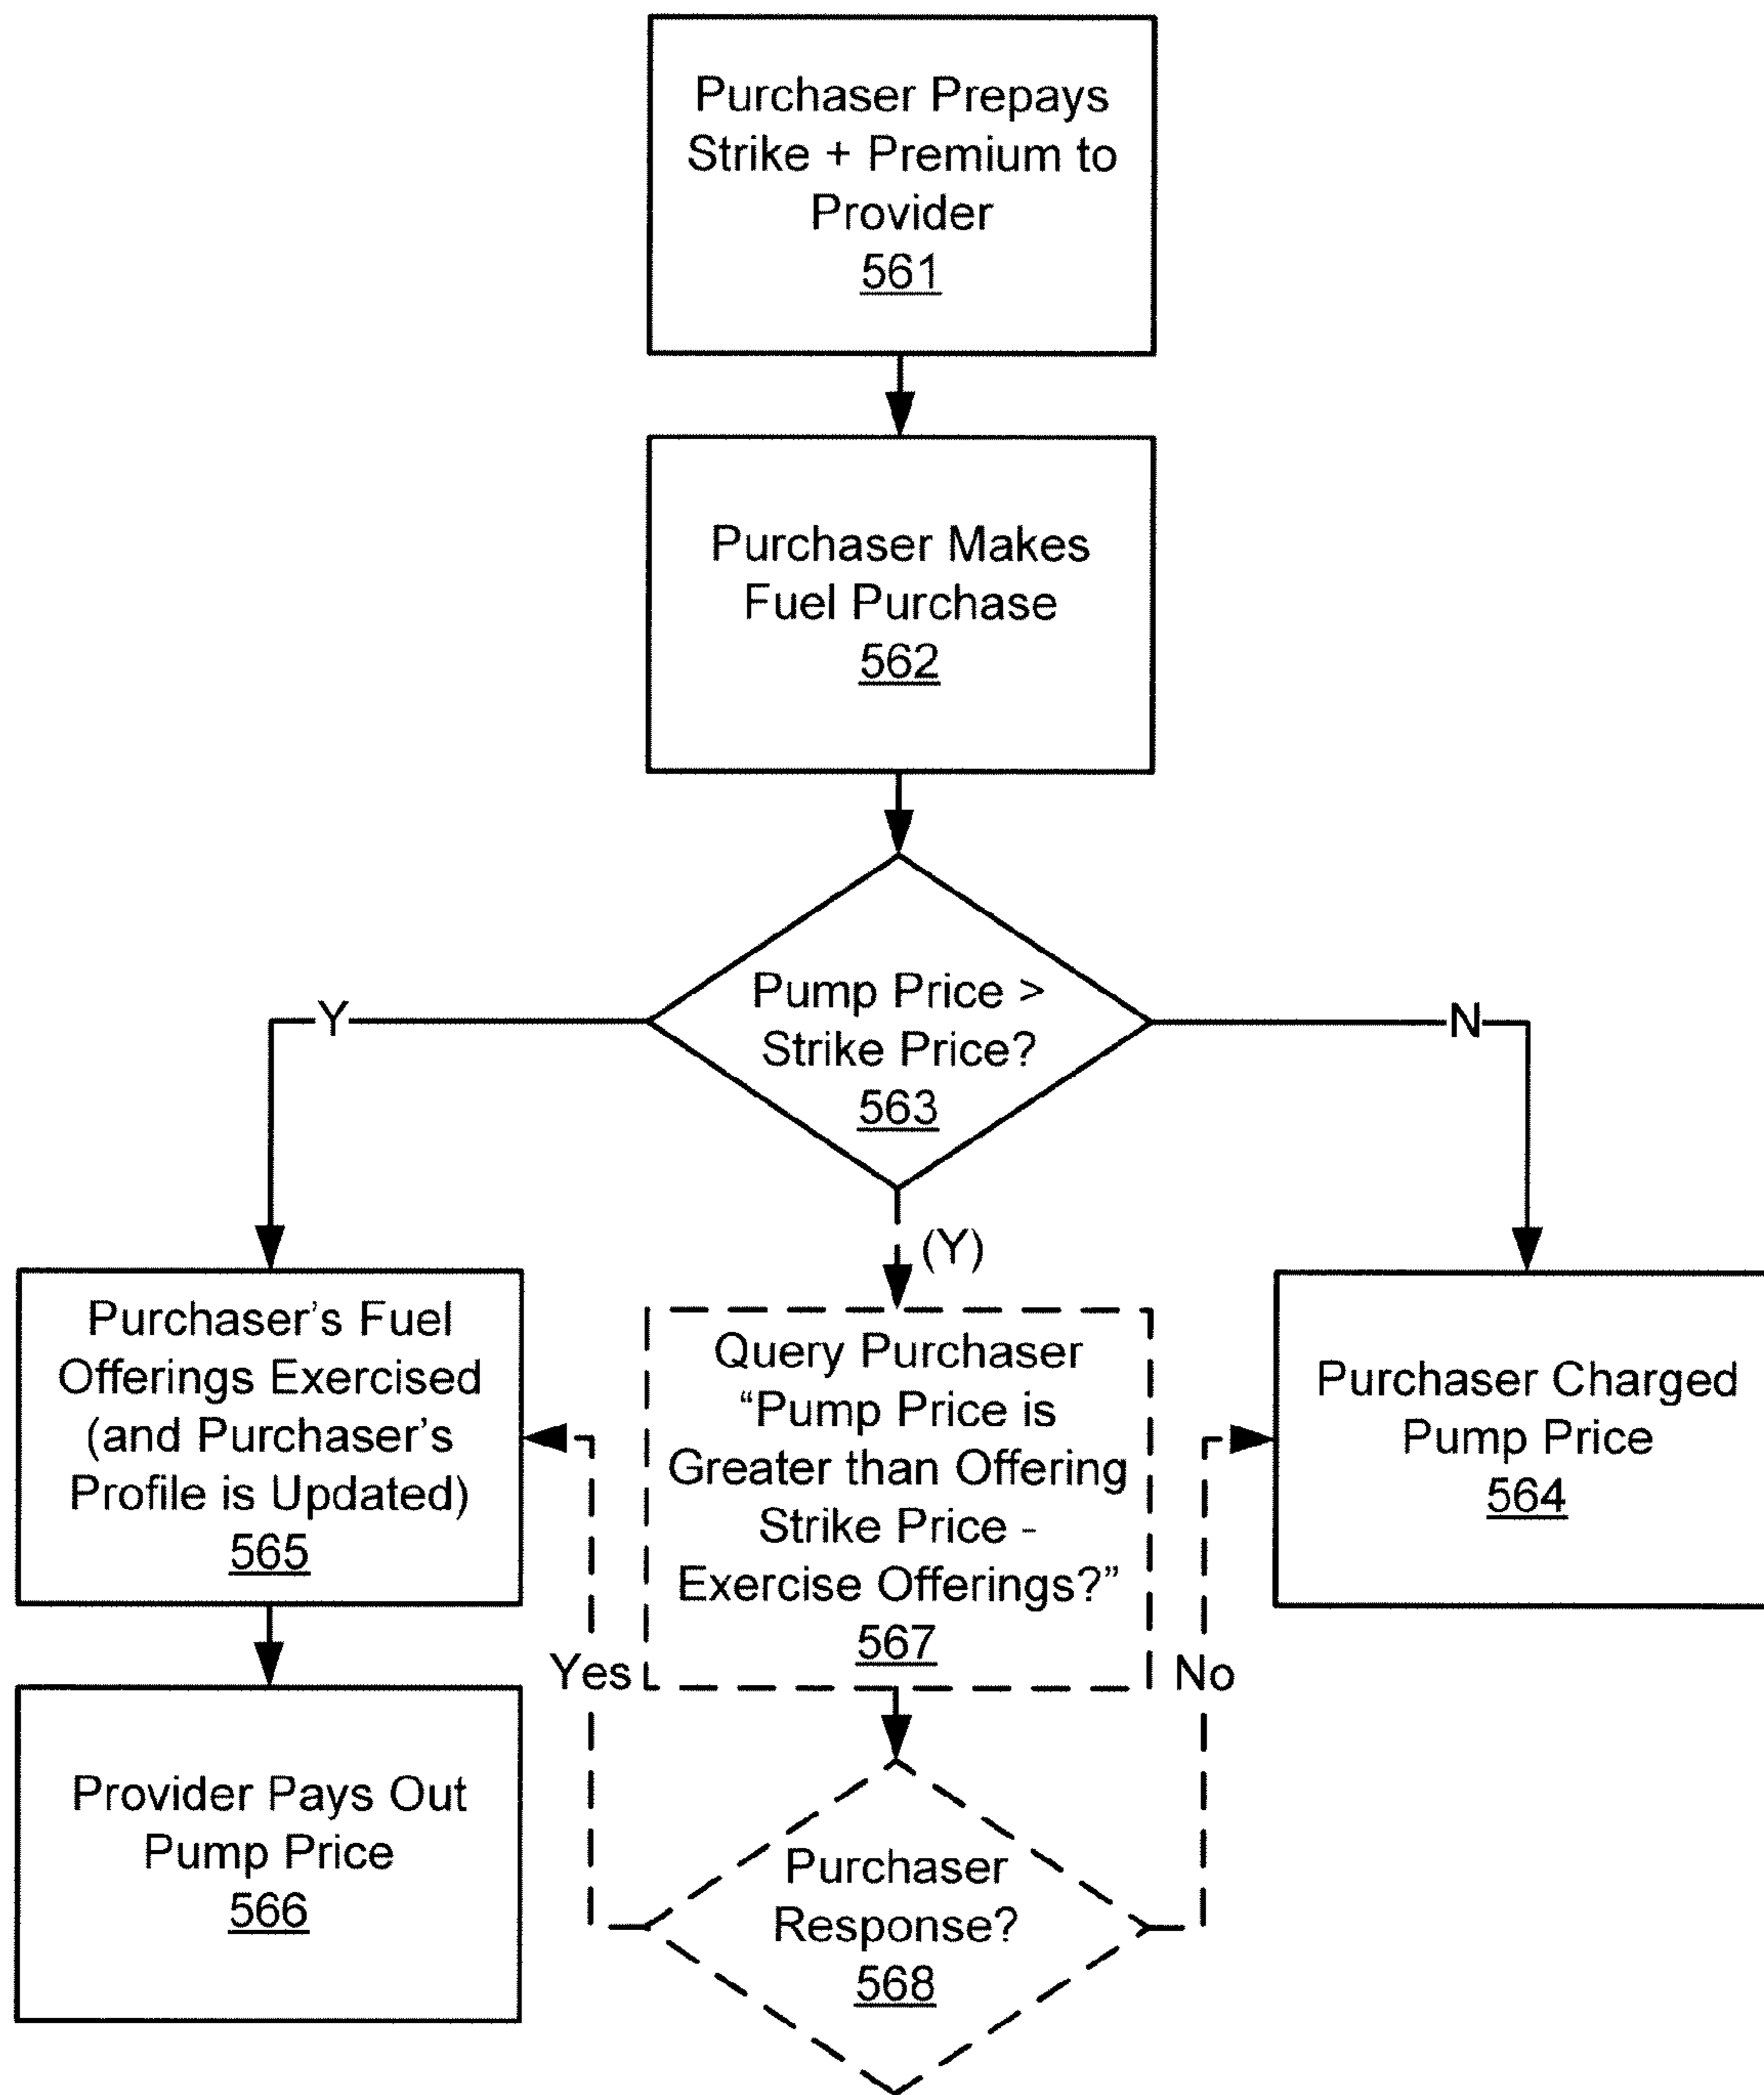 Purchaser Prepays
Strike + Premium to
Provider
561
Purchaser Makes
Fuel Purchase
562
Pump Price >
Strike Price?
563
Y
N
(Y)
Purchaser's Fuel
Offerings Exercised
(and Purchaser's
Profile is Updated)
565
Query Purchaser
“Pump Price is
Greater than Offering
Strike Price -
Exercise Offerings?”
567
Purchaser Charged
Pump Price
564
Yes
No
Provider Pays Out
Pump Price
566
Purchaser
Response?
568